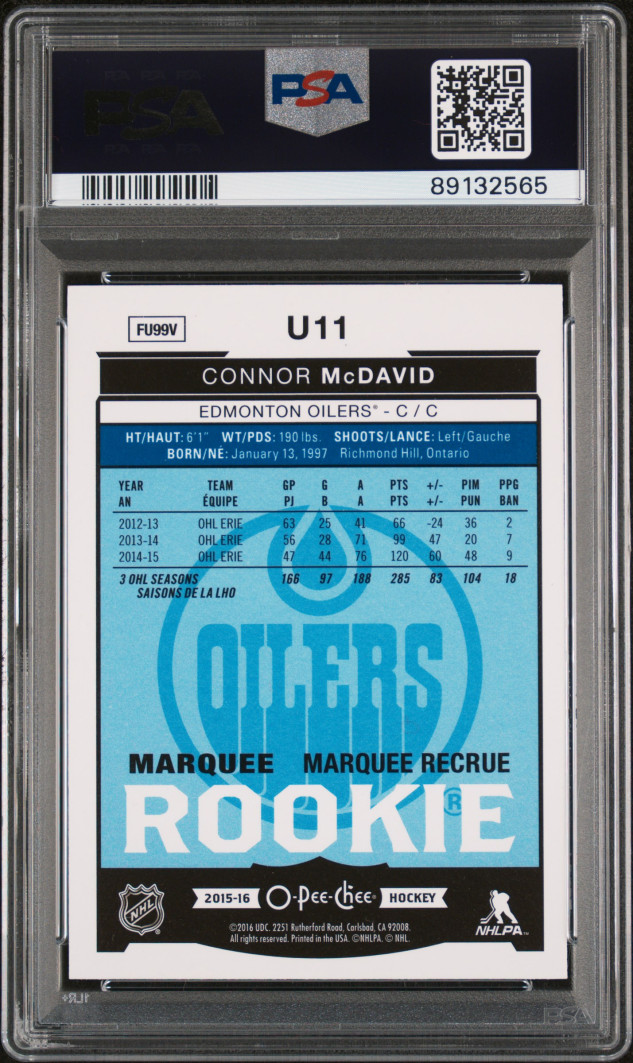 PSA
PSA
89132565
FU99V
U11
CONNOR McDAVID
EDMONTON OILERS® - C / C
HT/HAUT: 6'1" WT/PDS: 190 lbs. SHOOTS/LANCE: Left/Gauche
BORN/NÉ: January 13, 1997 Richmond Hill, Ontario
YEAR TEAM GP G A PTS +/- PIM PPG
AN ÉQUIPE PJ B A PTS +/- PUN BAN
2012-13 OHL ERIE 63 25 41 66 -24 36 2
2013-14 OHL ERIE 56 28 71 99 47 20 7
2014-15 OHL ERIE 47 44 76 120 60 48 9
3 OHL SEASONS 166 97 188 285 83 104 18
SAISONS DE LA LHO
OILERS
®
MARQUEE MARQUEE RECRUE
ROOKIE
NHL
2015-16 O-Pee-Chee® HOCKEY
NHLPA™
©2016 UDC. 2251 Rutherford Road, Carlsbad, CA 92008.
All rights reserved. Printed in the USA. ©NHLPA. © NHL.
PSA